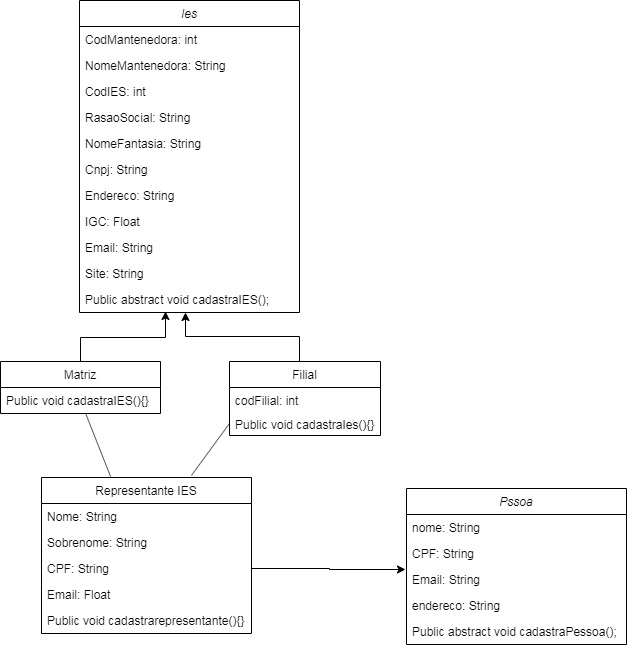 Ies
CodMantenedora: int
NomeMantenedora: String
CodIES: int
RasaoSocial: String
NomeFantasia: String
Cnpj: String
Endereco: String
IGC: Float
Email: String
Site: String
Public abstract void cadastraIES();
Matriz
Public void cadastraIES(){}
Filial
codFilial: int
Public void cadastraIes(){}
Representante IES
Nome: String
Sobrenome: String
CPF: String
Email: Float
Public void cadastrarepresentante(){}
Pssoa
nome: String
CPF: String
Email: String
endereco: String
Public abstract void cadastraPessoa();